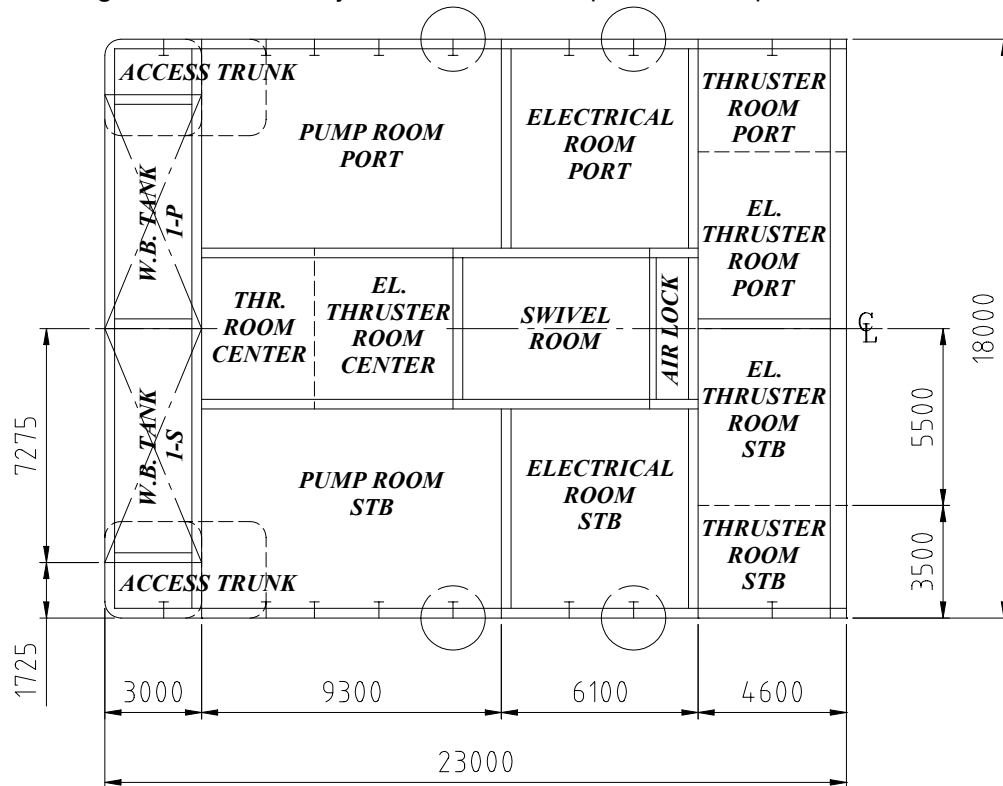 ACCESS TRUNK
PUMP ROOM
PORT
ELECTRICAL
ROOM
PORT
THRUSTER
ROOM
PORT
W.B. TANK
1-P
EL.
THRUSTER
ROOM
PORT
THR.
ROOM
CENTER
EL.
THRUSTER
ROOM
CENTER
SWIVEL
ROOM
AIR LOCK
CL
18000
W.B. TANK
1-S
EL.
THRUSTER
ROOM
STB
5500
7275
PUMP ROOM
STB
ELECTRICAL
ROOM
STB
THRUSTER
ROOM
STB
3500
ACCESS TRUNK
1725
3000
9300
6100
4600
23000